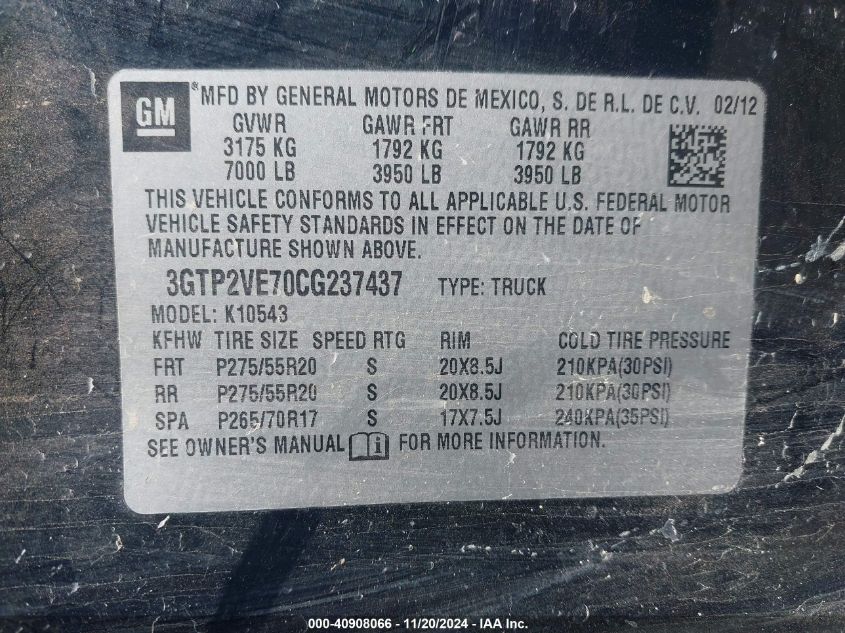 GM
®MFD BY GENERAL MOTORS DE MEXICO, S. DE R.L. DE C.V. 02/12
GVWR GAWR FRT GAWR RR
3175 KG 1792 KG 1792 KG
7000 LB 3950 LB 3950 LB
THIS VEHICLE CONFORMS TO ALL APPLICABLE U.S. FEDERAL MOTOR
VEHICLE SAFETY STANDARDS IN EFFECT ON THE DATE OF
MANUFACTURE SHOWN ABOVE.
3GTP2VE70CG237437 TYPE: TRUCK
MODEL: K10543
KFHW TIRE SIZE SPEED RTG RIM COLD TIRE PRESSURE
FRT P275/55R20 S 20X8.5J 210KPA(30PSI)
RR P275/55R20 S 20X8.5J 210KPA(30PSI)
SPA P265/70R17 S 17X7.5J 240KPA(35PSI)
SEE OWNER'S MANUAL i FOR MORE INFORMATION.
000-40908066 - 11/20/2024 - IAA Inc.